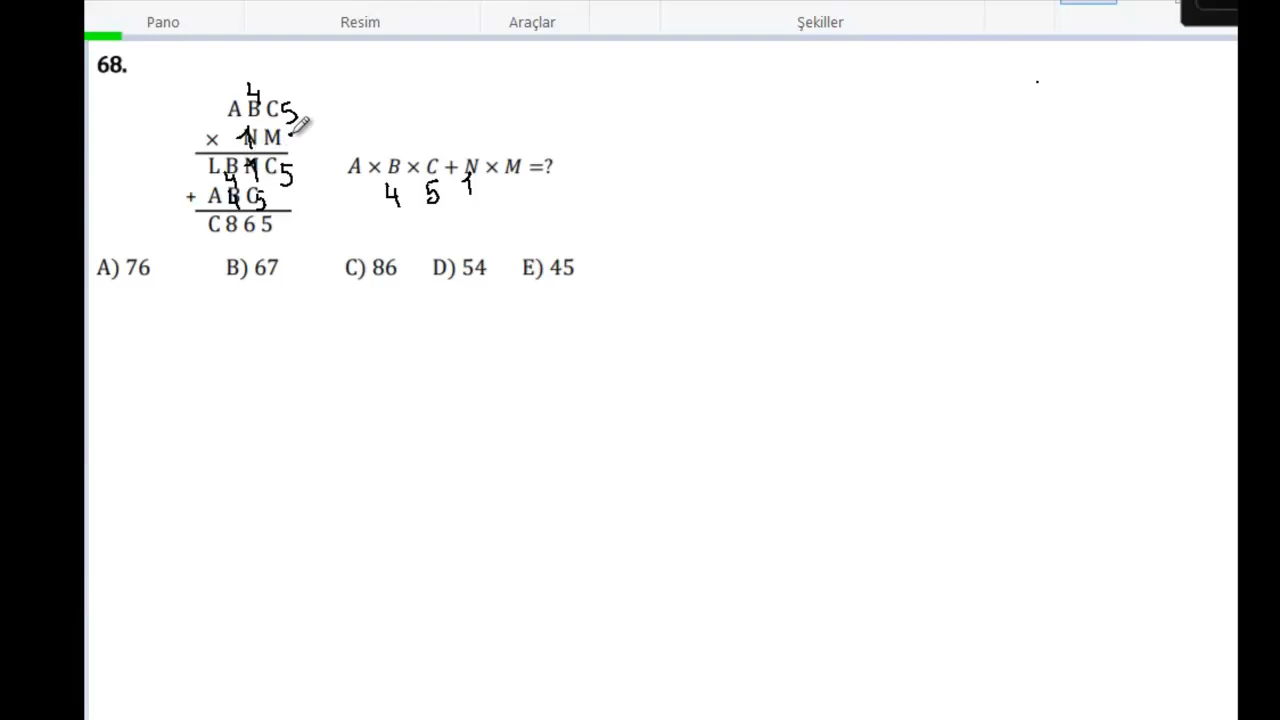 Pano Resim Araçlar Şekiller
68.
4
A B C 5
× N M
1
L B N C 5
4 1
+ A B C
4 5
C 8 6 5
A × B × C + N × M =?
4 5 1
A) 76 B) 67 C) 86 D) 54 E) 45